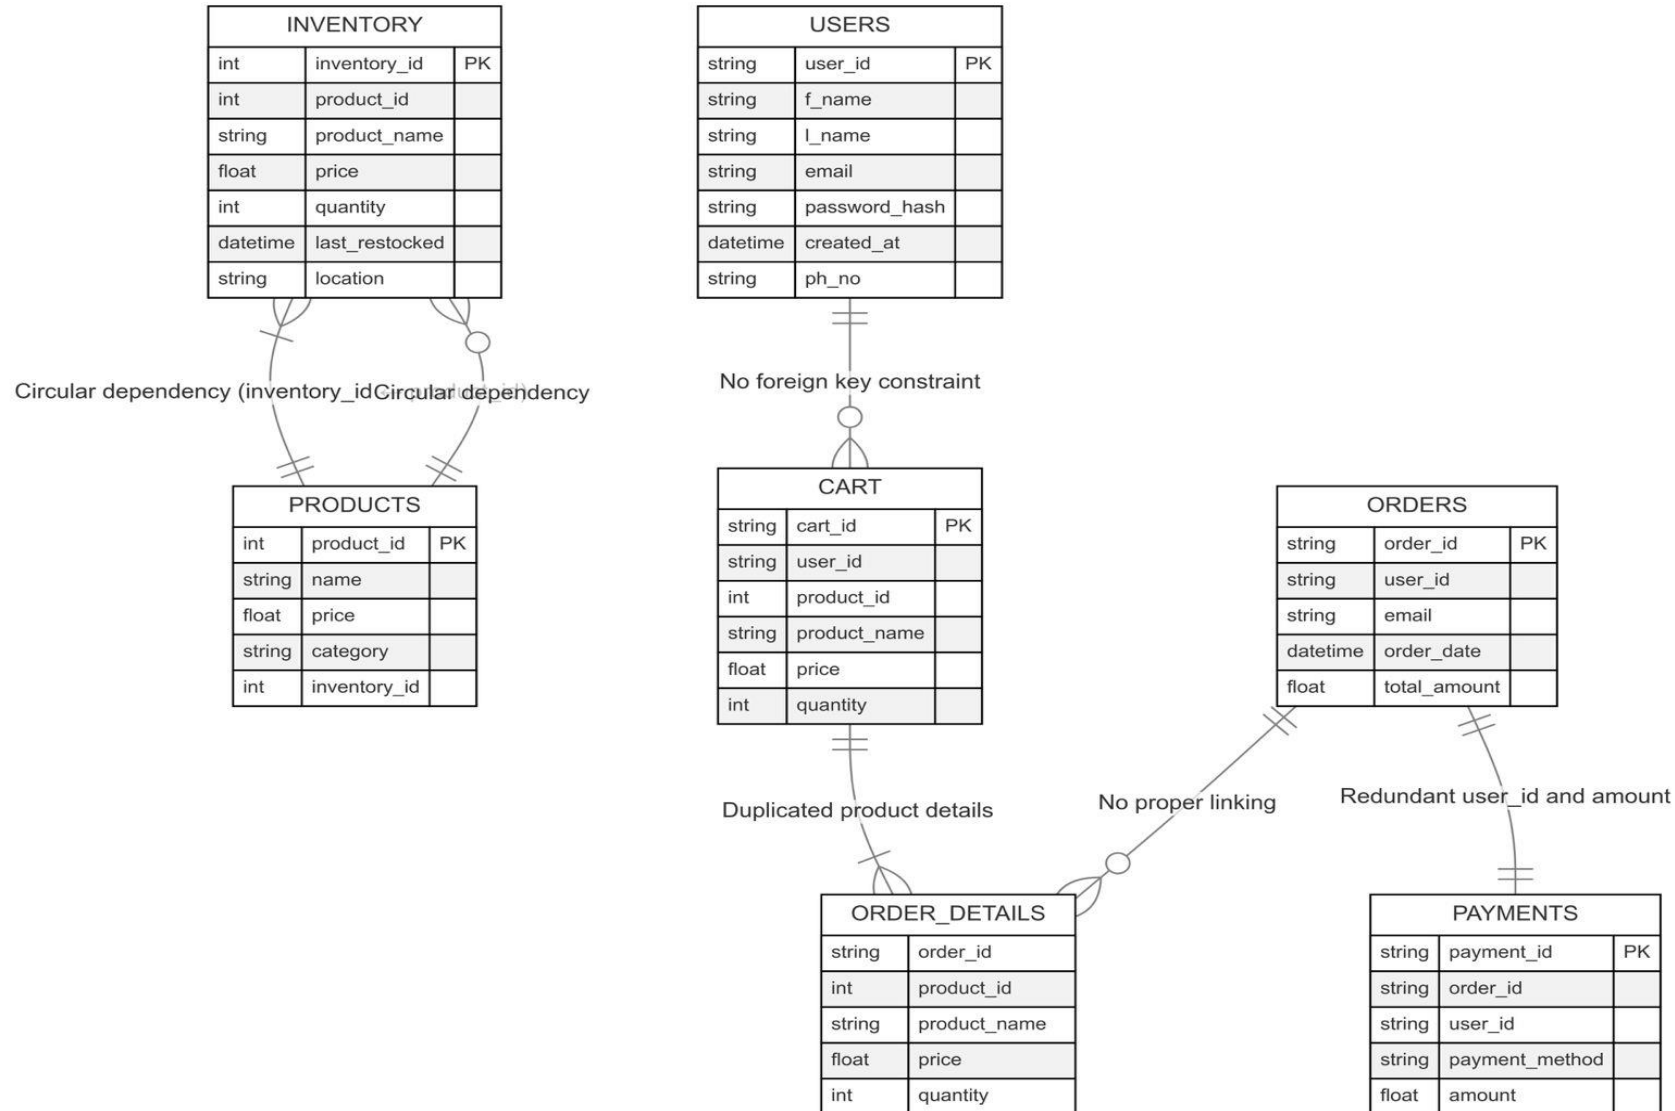 INVENTORY
int inventory_id PK
int product_id
string product_name
float price
int quantity
datetime last_restocked
string location
USERS
string user_id PK
string f_name
string l_name
string email
string password_hash
datetime created_at
string ph_no
Circular dependency (inventory_id
Circular dependency
No foreign key constraint
PRODUCTS
int product_id PK
string name
float price
string category
int inventory_id
CART
string cart_id PK
string user_id
int product_id
string product_name
float price
int quantity
ORDERS
string order_id PK
string user_id
string email
datetime order_date
float total_amount
Duplicated product details
No proper linking
Redundant user_id and amount
ORDER_DETAILS
string order_id
int product_id
string product_name
float price
int quantity
PAYMENTS
string payment_id PK
string order_id
string user_id
string payment_method
float amount